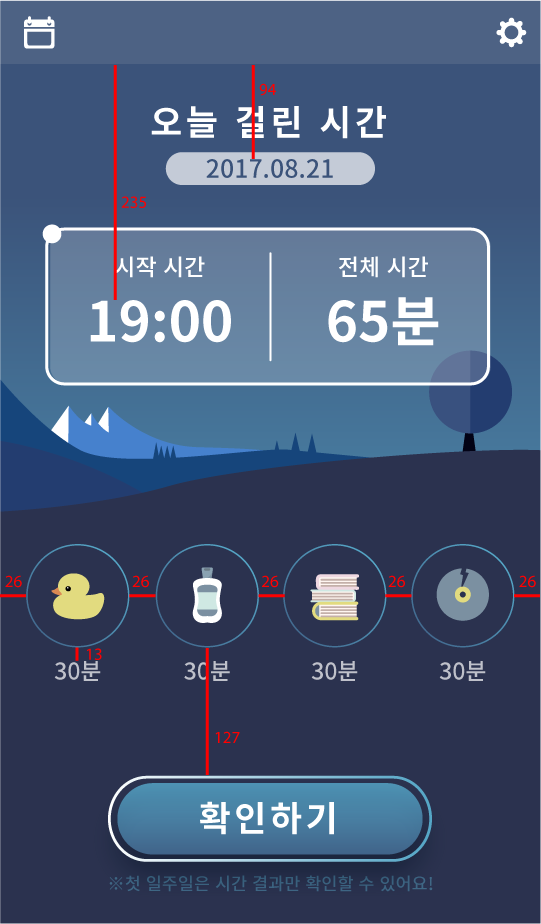 94
오늘 걸린 시간
2017.08.21
235
시작 시간 전체 시간
19:00 65분
26 26 26 26 26
13
30분 30분 30분 30분
127
확인하기
※첫 일주일은 시간 결과만 확인할 수 있어요!